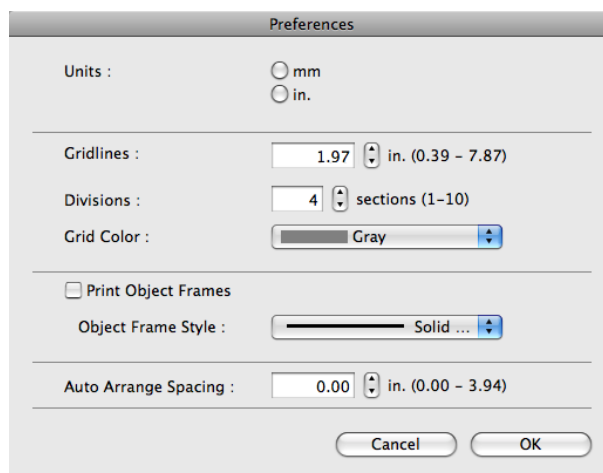 Preferences
Units : mm
in.
Gridlines : 1.97 in. (0.39 – 7.87)
Divisions : 4 sections (1–10)
Grid Color : Gray
Print Object Frames
Object Frame Style : Solid ...
Auto Arrange Spacing : 0.00 in. (0.00 – 3.94)
Cancel OK